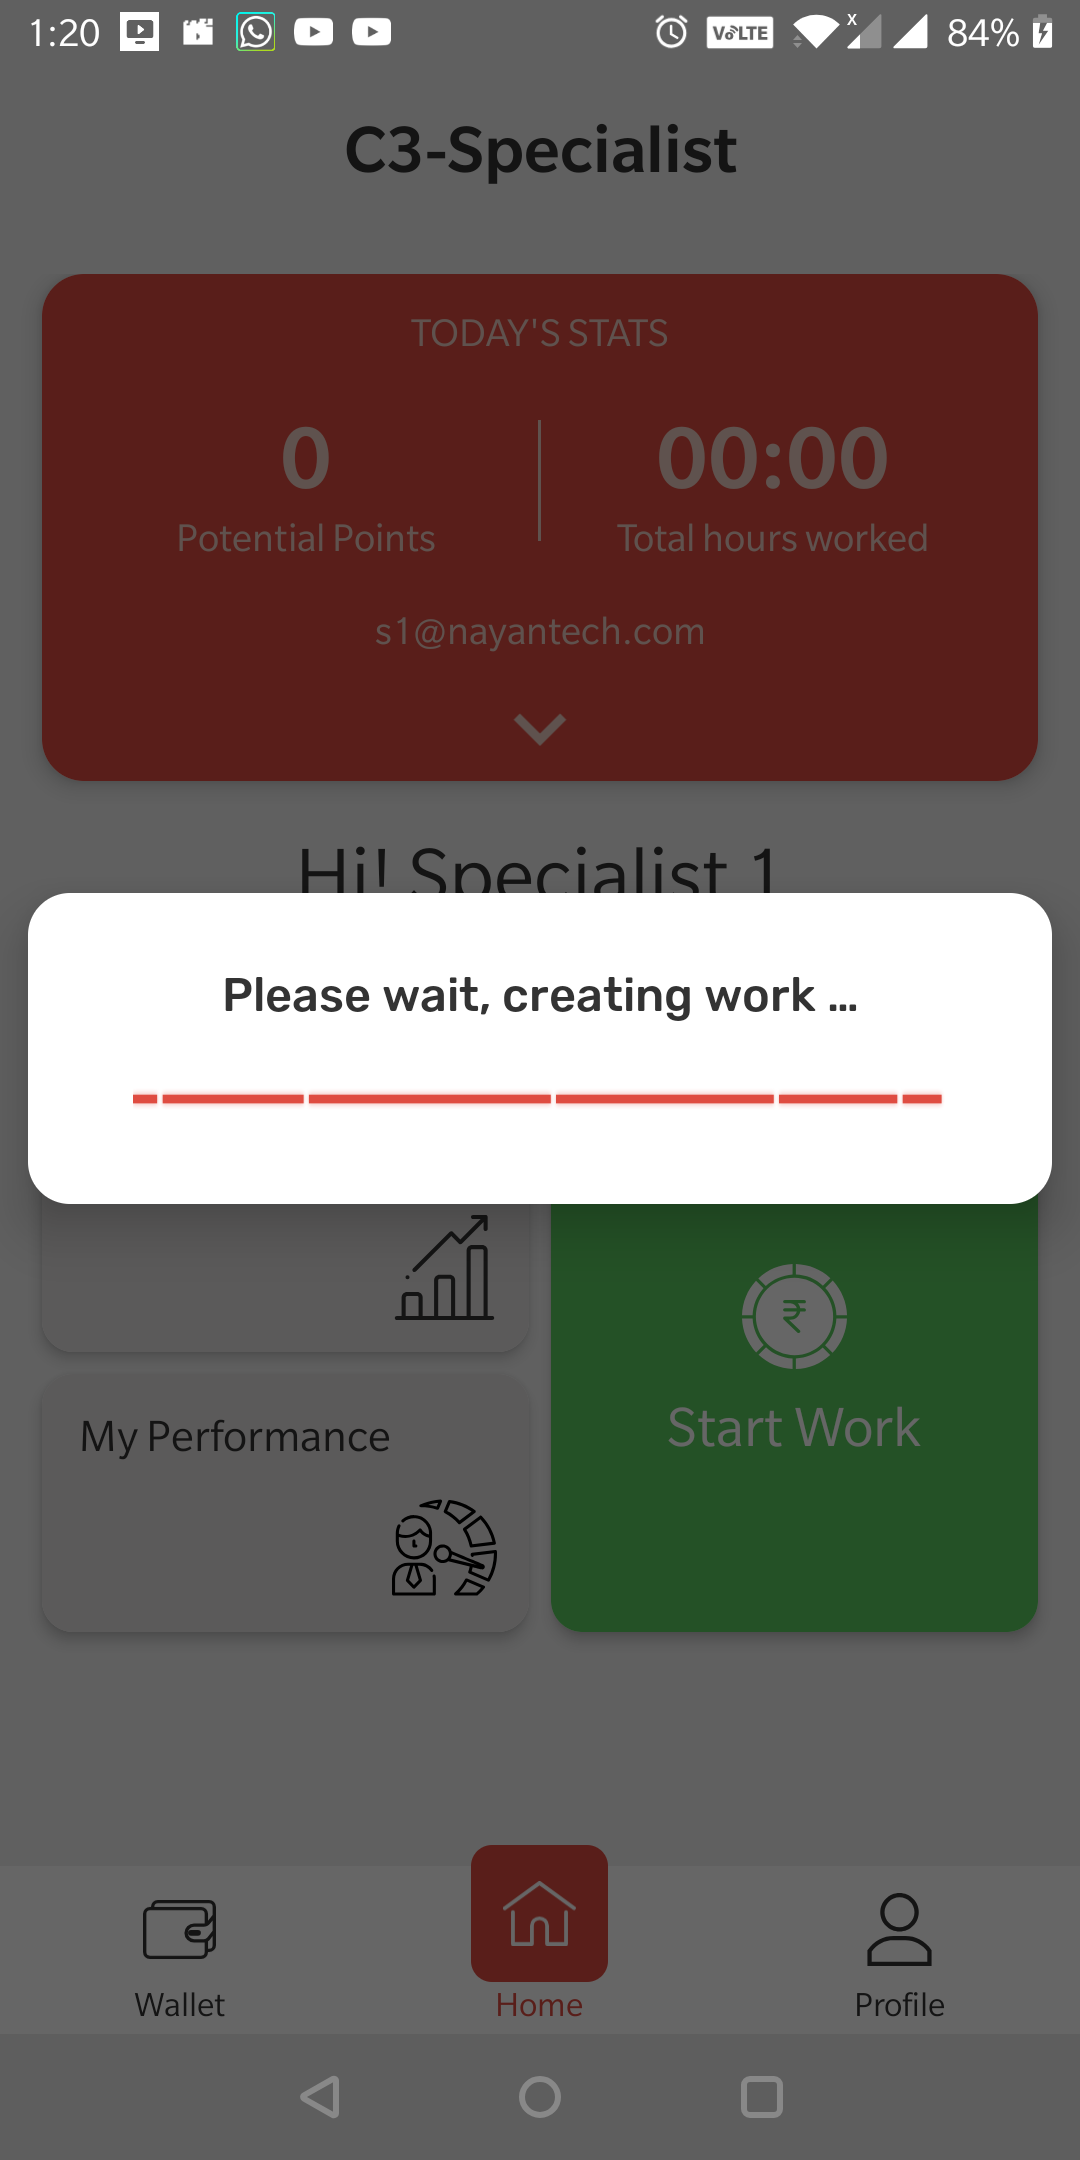 1:20
VoLTE
x
84%
C3-Specialist
TODAY'S STATS
0
00:00
Potential Points
Total hours worked
s1@nayantech.com
Hi! Specialist 1
Please wait, creating work ...
₹
Start Work
My Performance
Wallet
Home
Profile